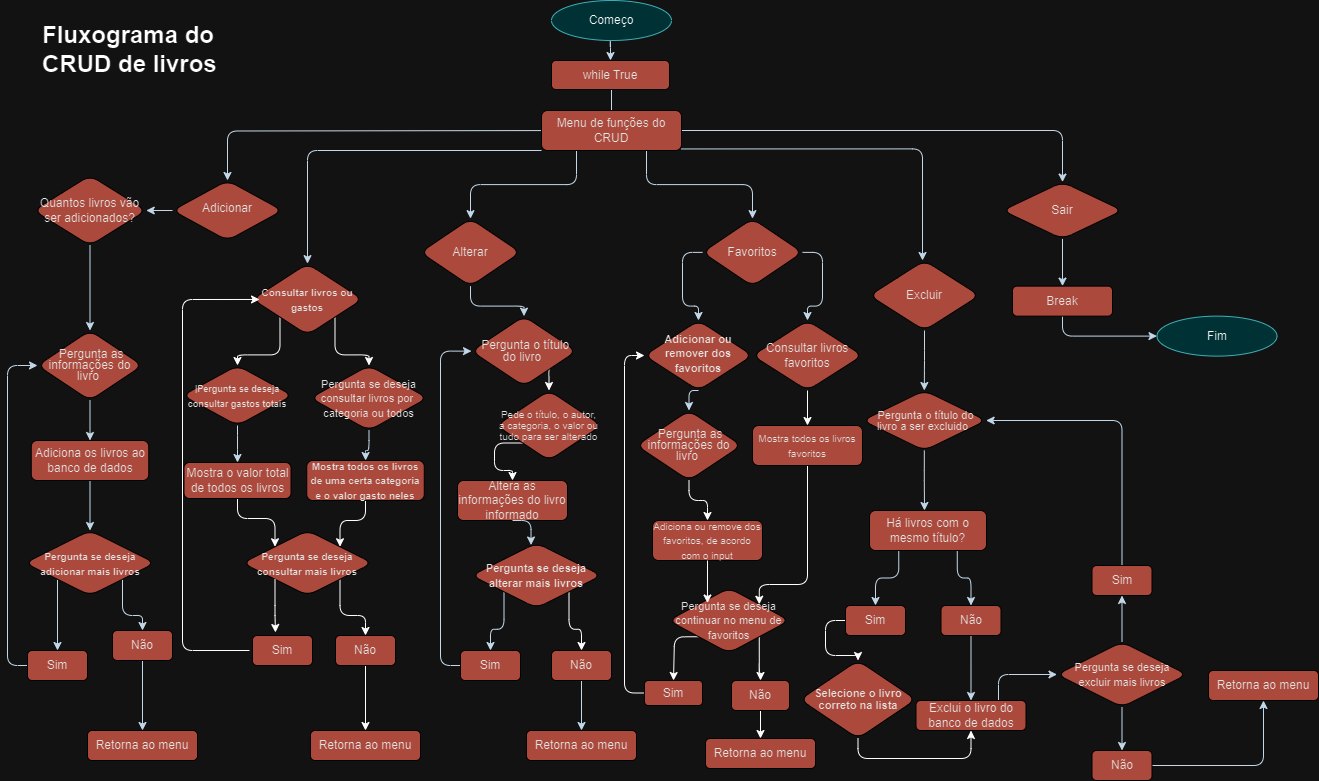 Fluxograma do
CRUD de livros
Começo
while True
Menu de funções do
CRUD
Adicionar
Quantos livros vão
ser adicionados?
Pergunta as
informações do
livro
Adiciona os livros ao
banco de dados
Pergunta se deseja
adicionar mais livros
Sim
Não
Retorna ao menu
Consultar livros ou
gastos
!Pergunta se deseja
consultar gastos totais
Mostra o valor total
de todos os livros
Pergunta se deseja
consultar livros por
categoria ou todos
Mostra todos os livros
de uma certa categoria
e o valor gasto neles
Pergunta se deseja
consultar mais livros
Sim
Não
Retorna ao menu
Alterar
Pergunta o título
do livro
Pede o título, o autor,
a categoria, o valor ou
tudo para ser alterado
Altera as
informações do livro
informado
Pergunta se deseja
alterar mais livros
Sim
Não
Retorna ao menu
Favoritos
Adicionar ou
remover dos
favoritos
Pergunta as
informações do
livro
Adiciona ou remove dos
favoritos, de acordo
com o input
Consultar livros
favoritos
Mostra todos os livros
favoritos
Pergunta se deseja
continuar no menu de
favoritos
Sim
Não
Retorna ao menu
Excluir
Pergunta o título do
livro a ser excluido
Há livros com o
mesmo título?
Sim
Não
Selecione o livro
correto na lista
Exclui o livro do
banco de dados
Pergunta se deseja
excluir mais livros
Sim
Não
Retorna ao menu
Sair
Break
Fim